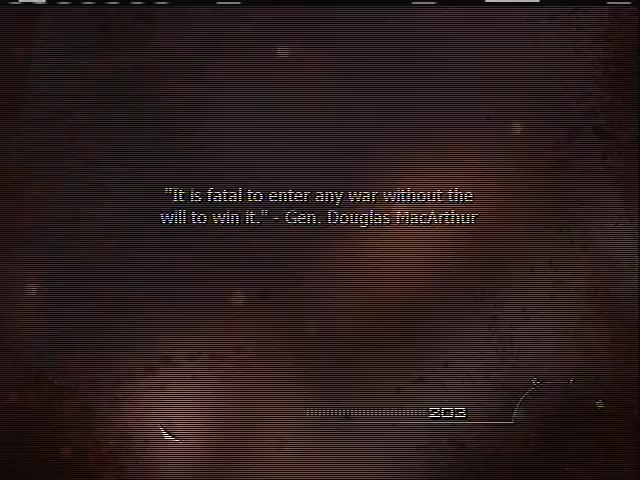 "It is fatal to enter any war without the
will to win it." - Gen. Douglas MacArthur
203